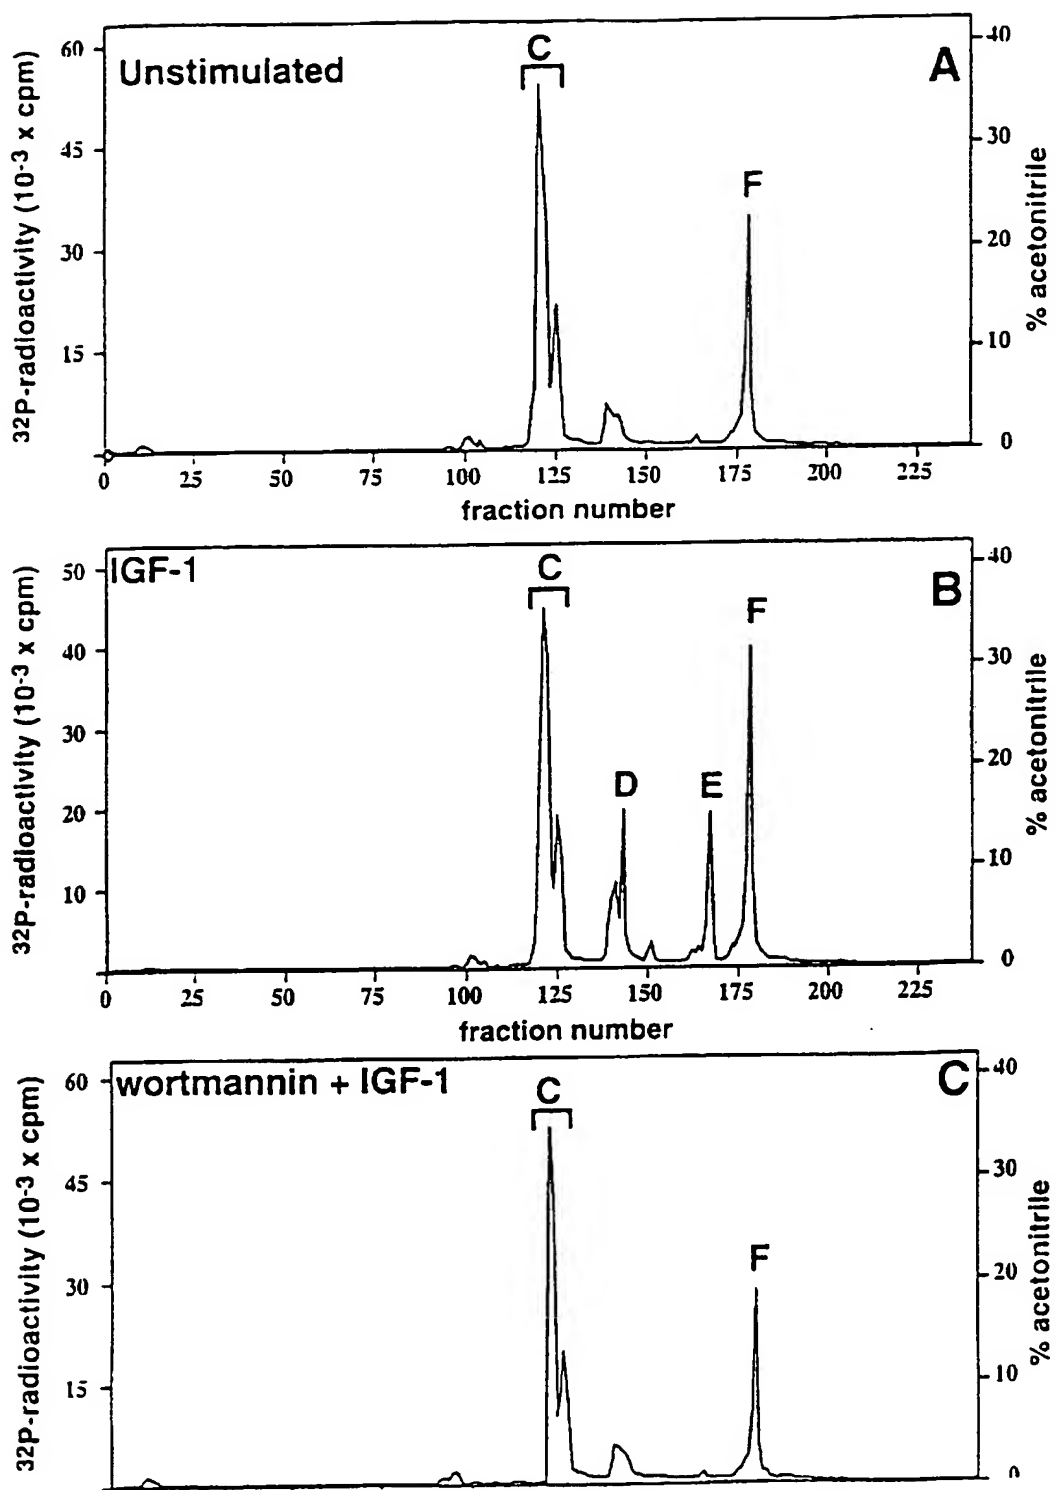 Unstimulated
C
A
F
32P-radioactivity (10-3 x cpm)
60
45
30
15
40
30
20
10
0
% acetonitrile
0 25 50 75 100 125 150 175 200 225
fraction number
IGF-1
C
B
D
E
F
32P-radioactivity (10-3 x cpm)
50
40
30
20
10
40
30
20
10
0
% acetonitrile
0 25 50 75 100 125 150 175 200 225
fraction number
wortmannin + IGF-1
C
C
F
32P-radioactivity (10-3 x cpm)
60
45
30
15
40
30
20
10
0
% acetonitrile